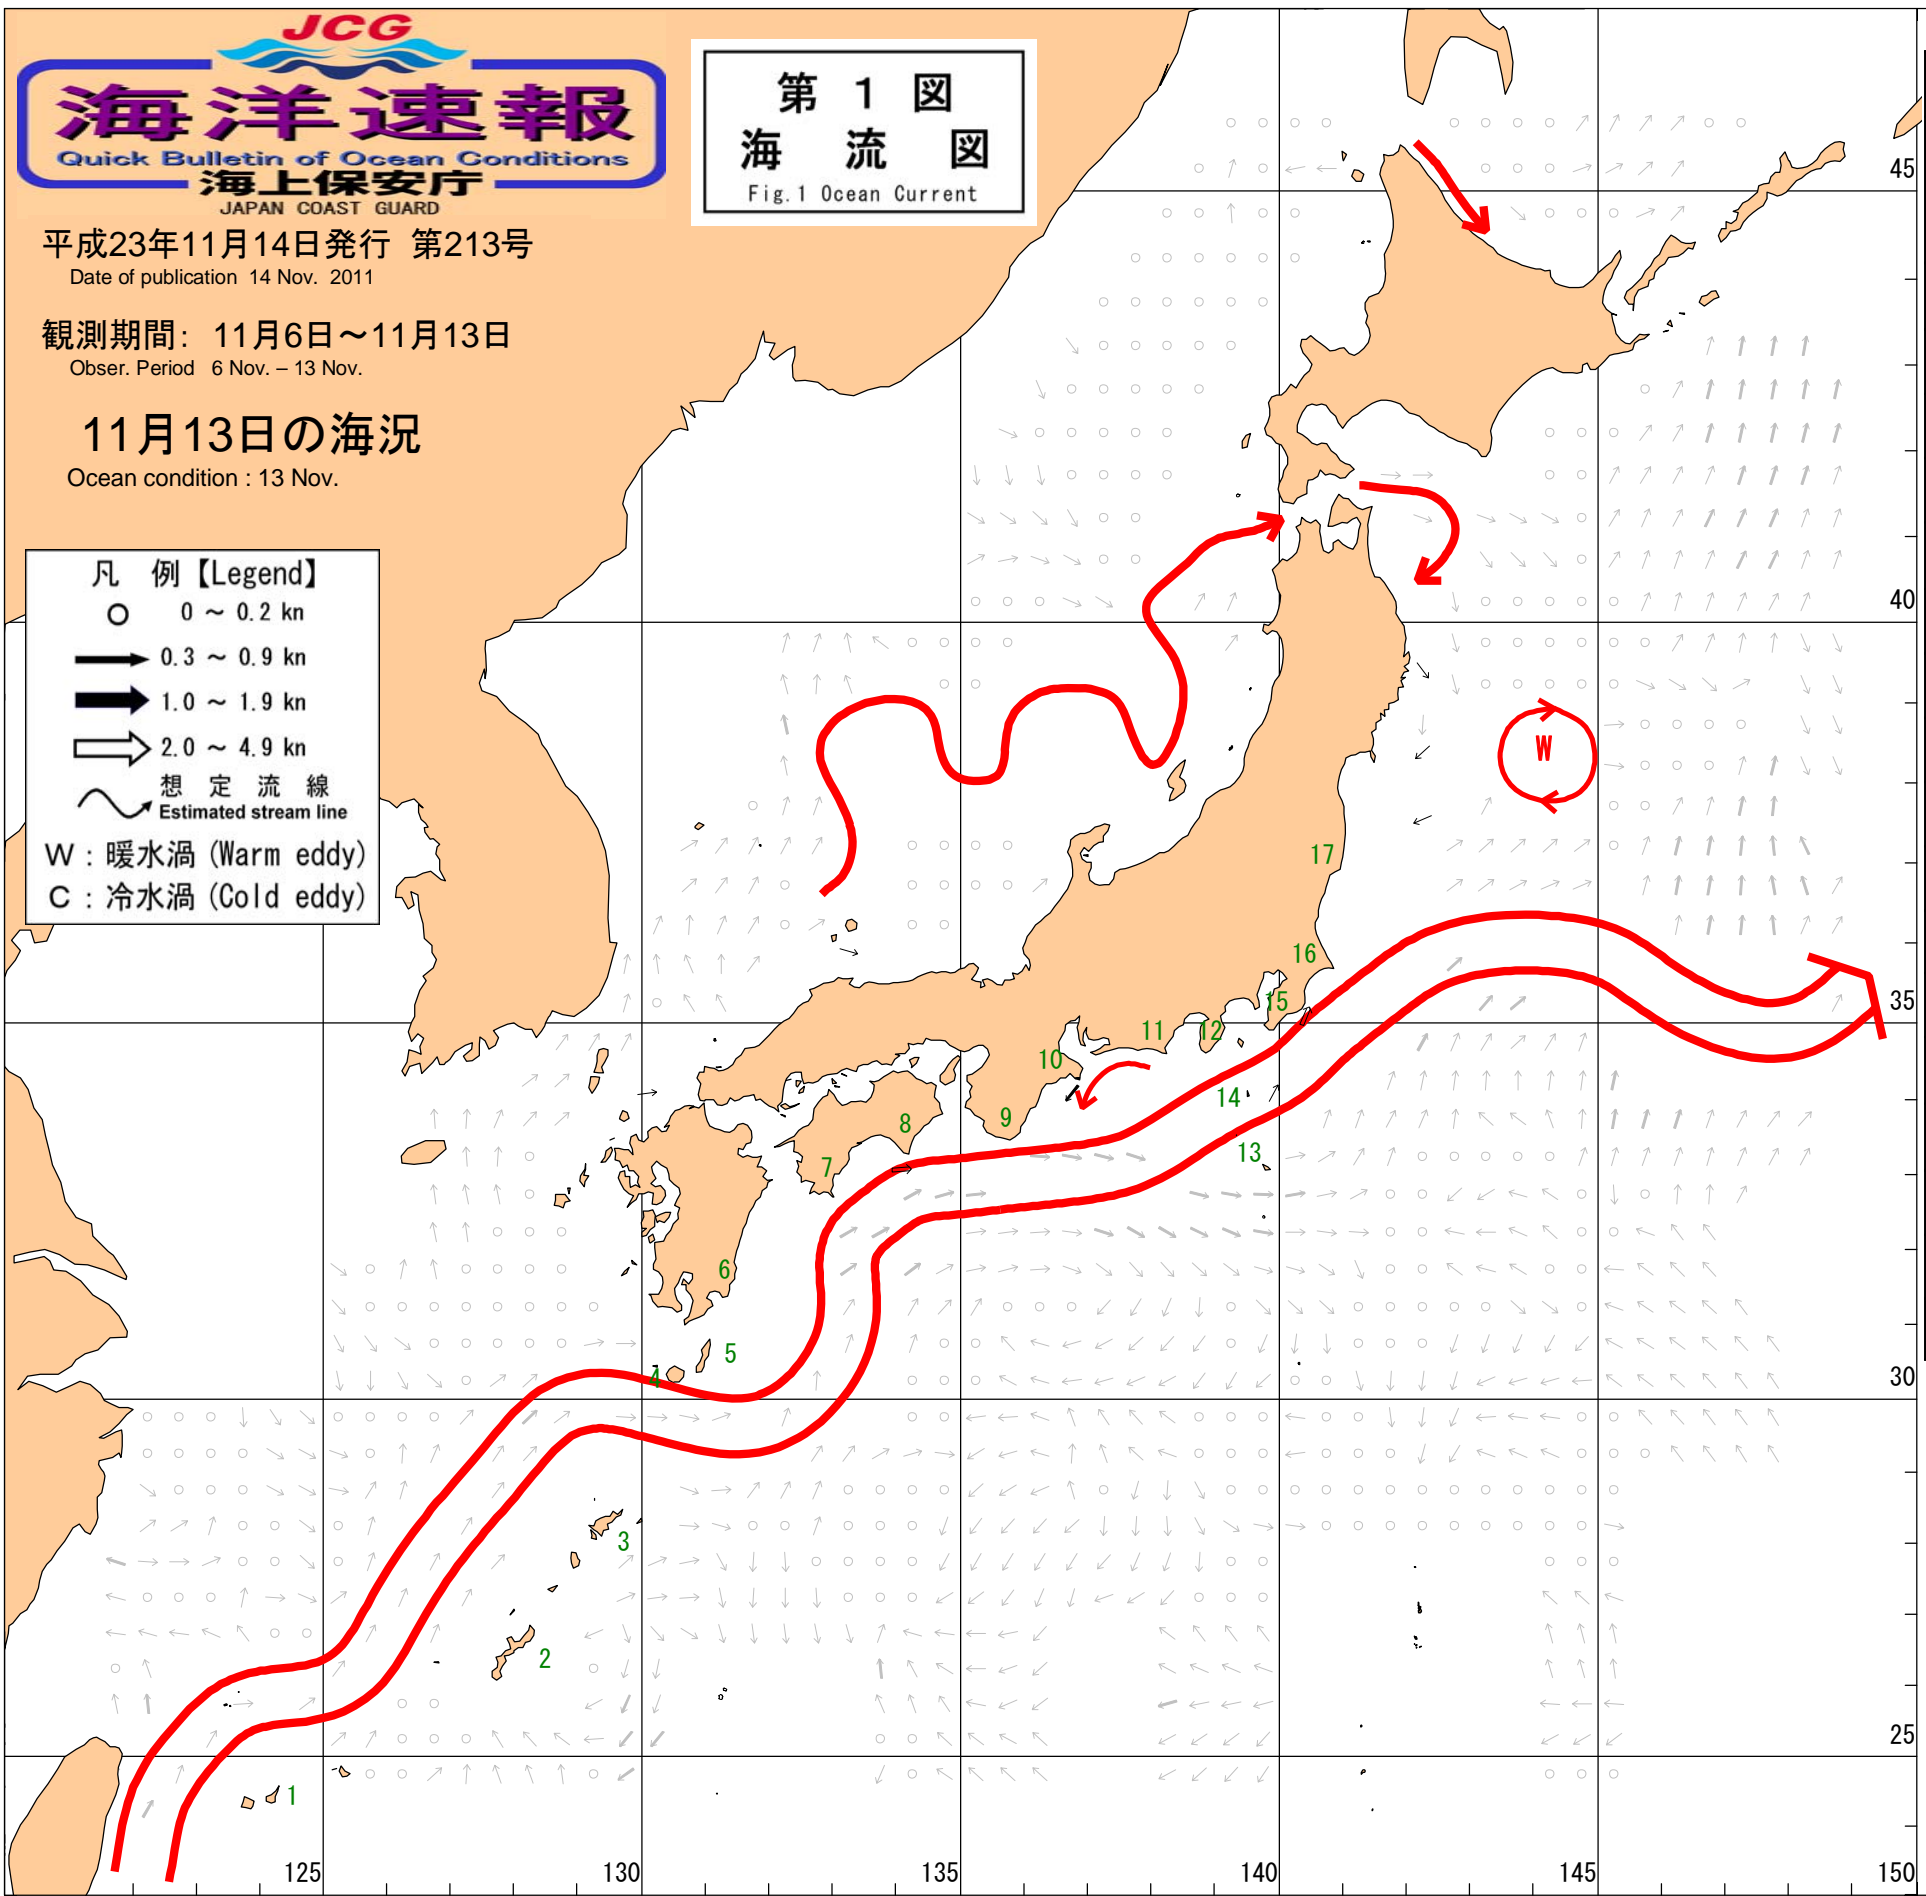 JCG
海洋速報
Quick Bulletin of Ocean Conditions
海上保安庁
JAPAN COAST GUARD
第 1 図
海 流 図
Fig.1 Ocean Current
平成23年11月14日発行 第213号
Date of publication 14 Nov. 2011
観測期間: 11月6日～11月13日
Obser. Period 6 Nov. – 13 Nov.
11月13日の海況
Ocean condition : 13 Nov.
凡 例【Legend】
0 ～ 0.2 kn
0.3 ～ 0.9 kn
1.0 ～ 1.9 kn
2.0 ～ 4.9 kn
想 定 流 線
Estimated stream line
W : 暖水渦 (Warm eddy)
C : 冷水渦 (Cold eddy)
45
40
W
17
16
35
15
12
11
10
14
9
8
13
7
6
5
4
30
3
2
25
1
125
130
135
140
145
150